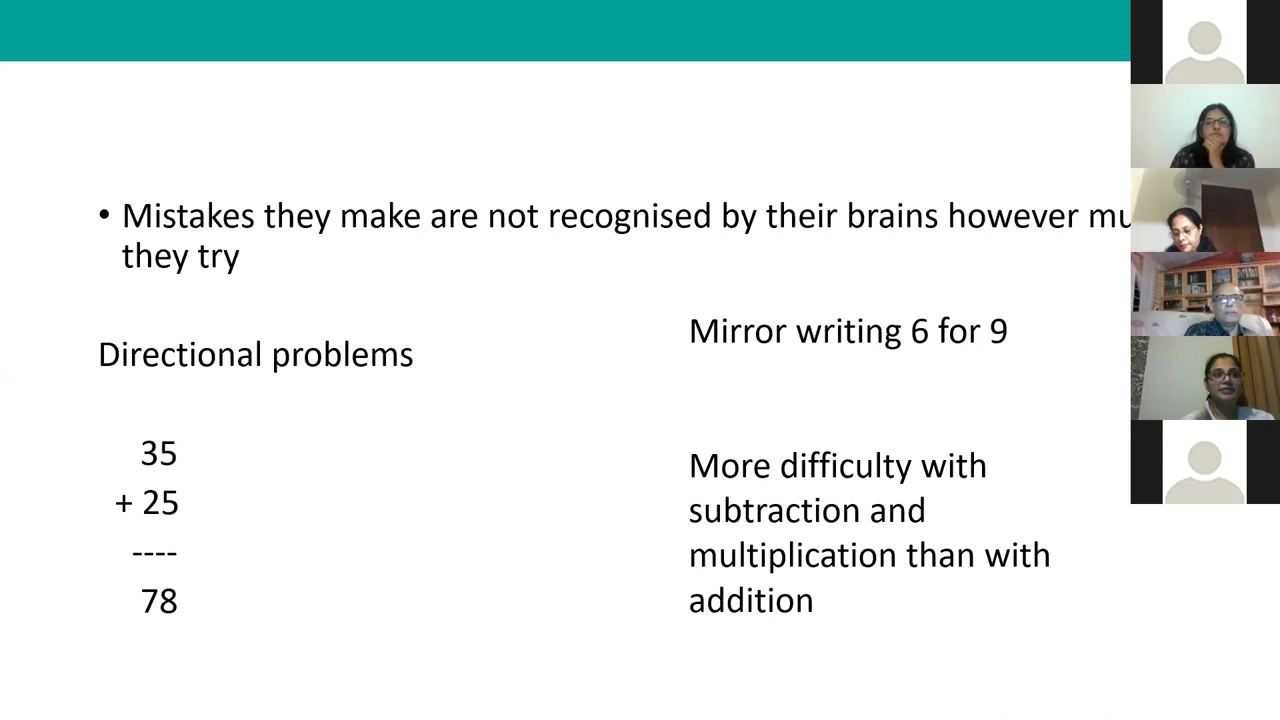 • Mistakes they make are not recognised by their brains however
they try
Directional problems
35
+ 25
----
78
Mirror writing 6 for 9
More difficulty with
subtraction and
multiplication than with
addition